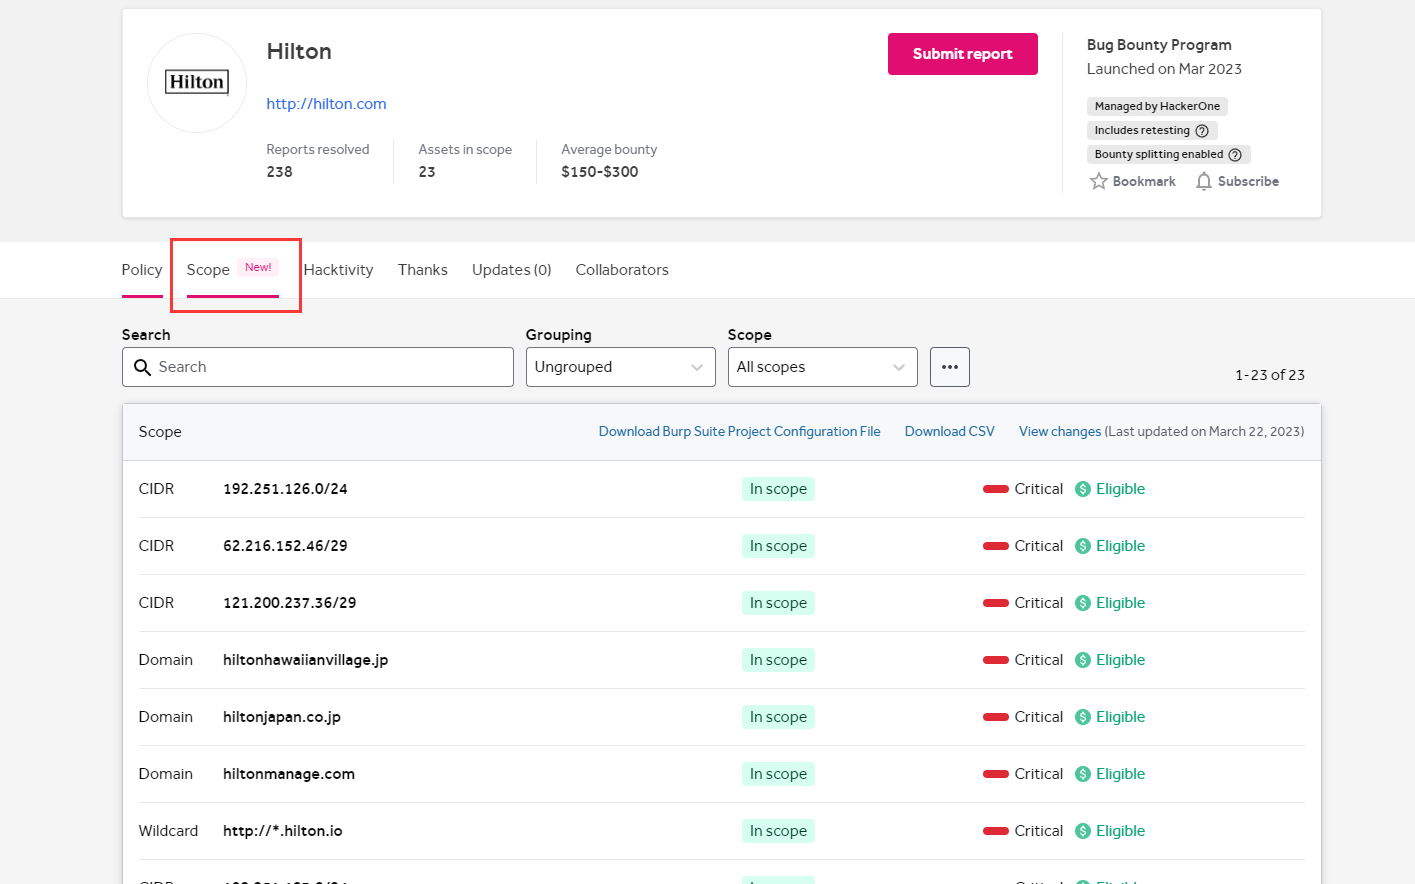 Hilton
Hilton
http://hilton.com
Reports resolved
238
Assets in scope
23
Average bounty
$150-$300
Submit report
Bug Bounty Program
Launched on Mar 2023
Managed by HackerOne
Includes retesting ?
Bounty splitting enabled ?
Bookmark Subscribe
Policy Scope New! Hacktivity Thanks Updates (0) Collaborators
Search Grouping Scope
Search Ungrouped All scopes ...
1-23 of 23
Scope Download Burp Suite Project Configuration File Download CSV View changes (Last updated on March 22, 2023)
CIDR 192.251.126.0/24 In scope Critical $ Eligible
CIDR 62.216.152.46/29 In scope Critical $ Eligible
CIDR 121.200.237.36/29 In scope Critical $ Eligible
Domain hiltonhawaiianvillage.jp In scope Critical $ Eligible
Domain hiltonjapan.co.jp In scope Critical $ Eligible
Domain hiltonmanage.com In scope Critical $ Eligible
Wildcard http://*.hilton.io In scope Critical $ Eligible